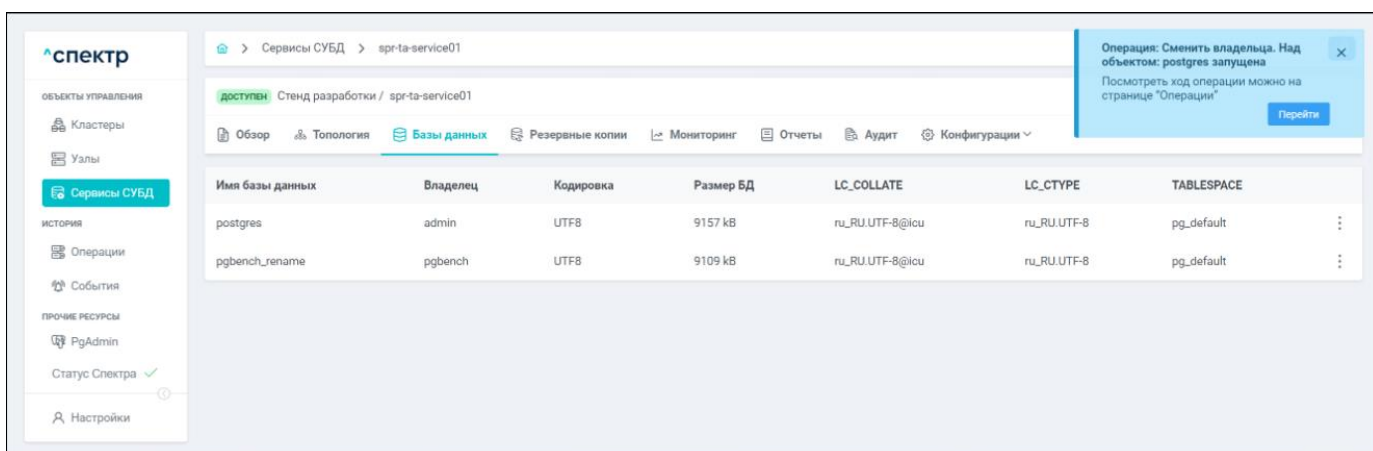 ^спектр
ОБЪЕКТЫ УПРАВЛЕНИЯ
Кластеры
Узлы
Сервисы СУБД
ИСТОРИЯ
Операции
События
ПРОЧИЕ РЕСУРСЫ
PgAdmin
Статус Спектра
Настройки
> Сервисы СУБД > spr-ta-service01
ДОСТУПЕН Стенд разработки / spr-ta-service01
Обзор Топология Базы данных Резервные копии Мониторинг Отчеты Аудит Конфигурации
Операция: Сменить владельца. Над
объектом: postgres запущена
Посмотреть ход операции можно на
странице "Операции"
Перейти
Имя базы данных Владелец Кодировка Размер БД LC_COLLATE LC_CTYPE TABLESPACE
postgres admin UTF8 9157 kB ru_RU.UTF-8@icu ru_RU.UTF-8 pg_default
pgbench_rename pgbench UTF8 9109 kB ru_RU.UTF-8@icu ru_RU.UTF-8 pg_default